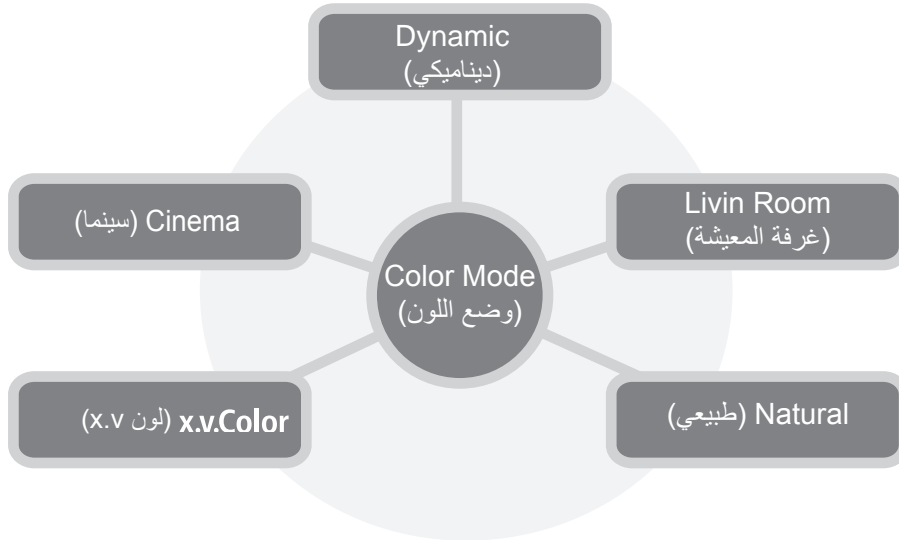 Dynamic
(ديناميكي)
Cinema (سينما)
Livin Room
(غرفة المعيشة)
Color Mode
(وضع اللون)
x.v.Color (لون x.v)
Natural (طبيعي)